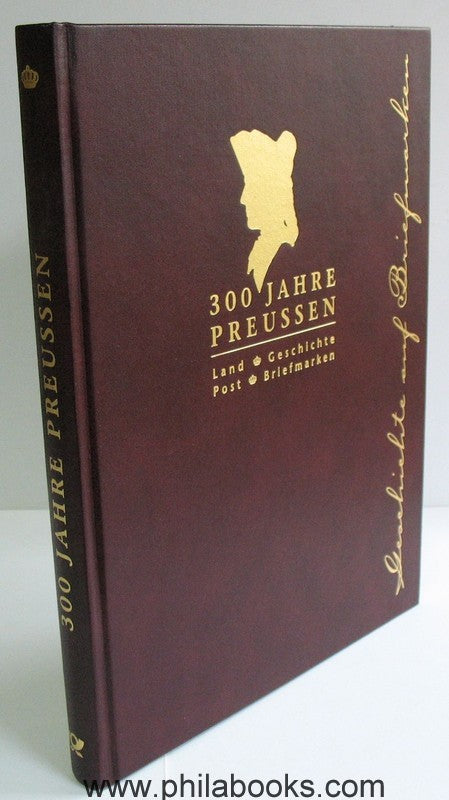 300 JAHRE PREUSSEN
300 JAHRE
PREUSSEN
Land Geschichte
Post Briefmarken
Geschichte auf Briefmarken
www.philabooks.com